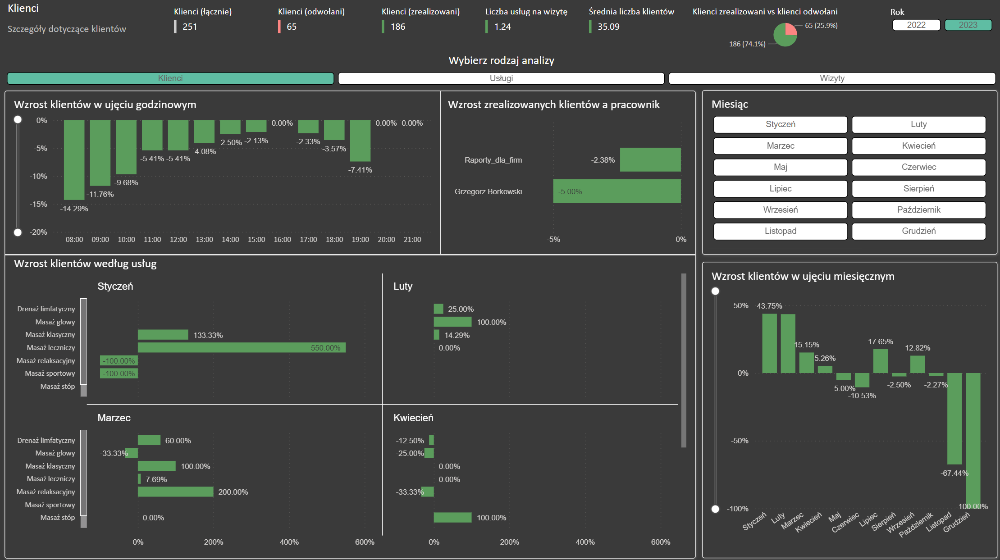 Klienci
Szczegóły dotyczące klientów
Klienci (łącznie)
251
Klienci (odwołani)
65
Klienci (zrealizowani)
186
Liczba usług na wizytę
1.24
Średnia liczba klientów
35.09
Klienci zrealizowani vs klienci odwołani
65 (25.9%)
186 (74.1%)
Rok
2022
2023
Wybierz rodzaj analizy
Klienci
Usługi
Wizyty
Wzrost klientów w ujęciu godzinowym
0%
-5%
-10%
-15%
-20%
-14.29%
-11.76%
-9.68%
-5.41%
-5.41%
-4.08%
-2.50%
-2.13%
0.00%
-2.33%
-3.57%
-7.41%
0.00%
0.00%
08:00
09:00
10:00
11:00
12:00
13:00
14:00
15:00
16:00
17:00
18:00
19:00
20:00
21:00
Wzrost zrealizowanych klientów a pracownik
Raporty_dla_firm
-2.38%
Grzegorz Borkowski
-5.00%
-5%
0%
Miesiąc
Styczeń
Luty
Marzec
Kwiecień
Maj
Czerwiec
Lipiec
Sierpień
Wrzesień
Październik
Listopad
Grudzień
Wzrost klientów według usług
Styczeń
Drenaż limfatyczny
Masaż głowy
Masaż klasyczny
133.33%
Masaż leczniczy
550.00%
Masaż relaksacyjny
-100.00%
Masaż sportowy
-100.00%
Masaż stóp
Luty
25.00%
100.00%
14.29%
0.00%
Marzec
Drenaż limfatyczny
60.00%
Masaż głowy
-33.33%
Masaż klasyczny
100.00%
Masaż leczniczy
7.69%
Masaż relaksacyjny
200.00%
Masaż sportowy
Masaż stóp
0.00%
Kwiecień
-12.50%
-25.00%
0.00%
0.00%
-33.33%
100.00%
0%
200%
400%
600%
0%
200%
400%
600%
Wzrost klientów w ujęciu miesięcznym
50%
0%
-50%
-100%
43.75%
15.15%
5.26%
-5.00%
-10.53%
17.65%
-2.50%
12.82%
-2.27%
-67.44%
-100.00%
Styczeń
Luty
Marzec
Kwiecień
Maj
Czerwiec
Lipiec
Sierpień
Wrzesień
Październik
Listopad
Grudzień